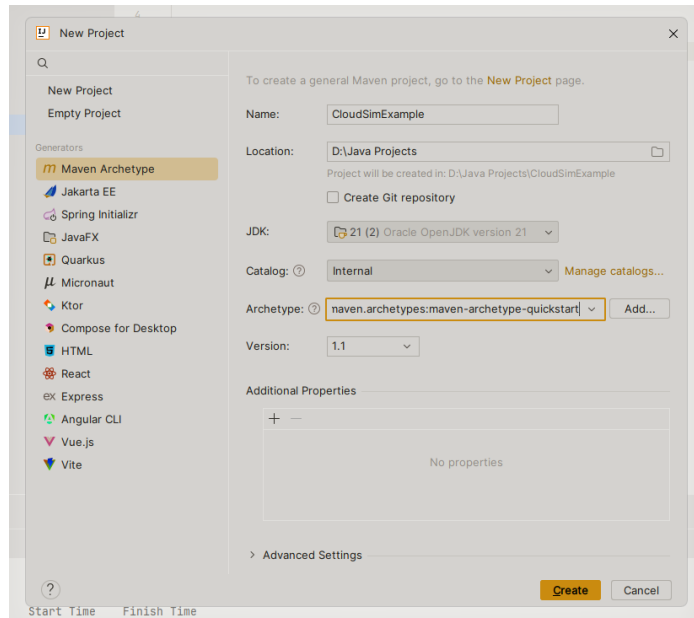 New Project
New Project
Empty Project
Generators
Maven Archetype
Jakarta EE
Spring Initializr
JavaFX
Quarkus
Micronaut
Ktor
Compose for Desktop
HTML
React
Express
Angular CLI
Vue.js
Vite
To create a general Maven project, go to the New Project page.
Name: CloudSimExample
Location: D:\Java Projects
Project will be created in: D:\Java Projects\CloudSimExample
Create Git repository
JDK: 21 (2) Oracle OpenJDK version 21
Catalog: ? Internal Manage catalogs...
Archetype: ? maven.archetypes:maven-archetype-quickstart Add...
Version: 1.1
Additional Properties
No properties
Advanced Settings
? Create Cancel
Start Time Finish Time